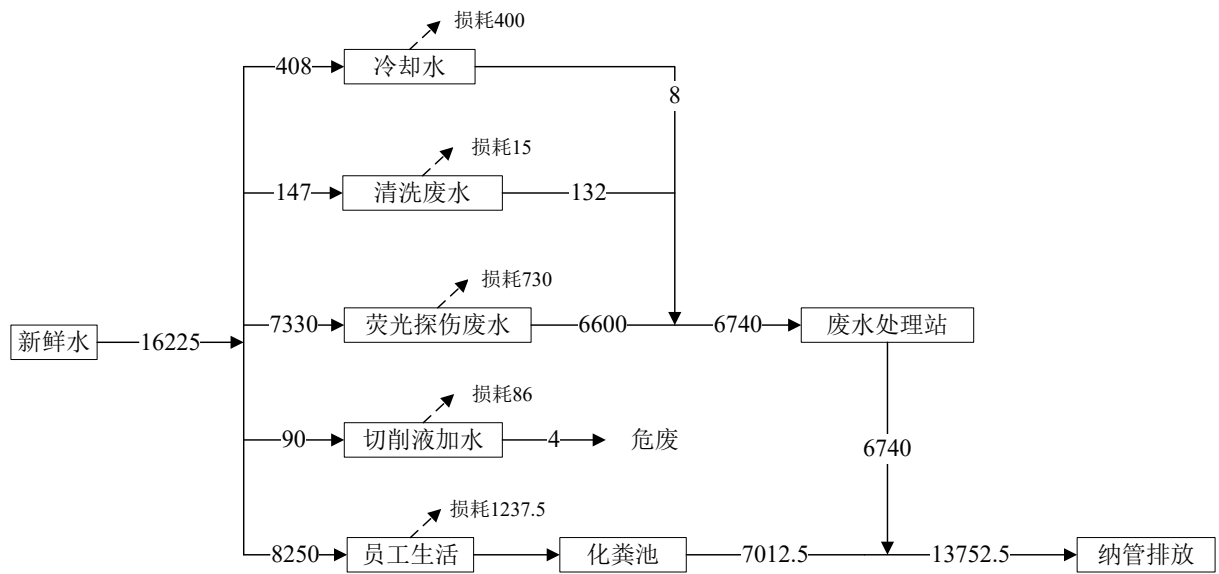 损耗400
408
冷却水
8
损耗15
147
清洗废水
132
损耗730
新鲜水
16225
7330
荧光探伤废水
6600
6740
废水处理站
损耗86
90
切削液加水
4
危废
6740
损耗1237.5
8250
员工生活
化粪池
7012.5
13752.5
纳管排放